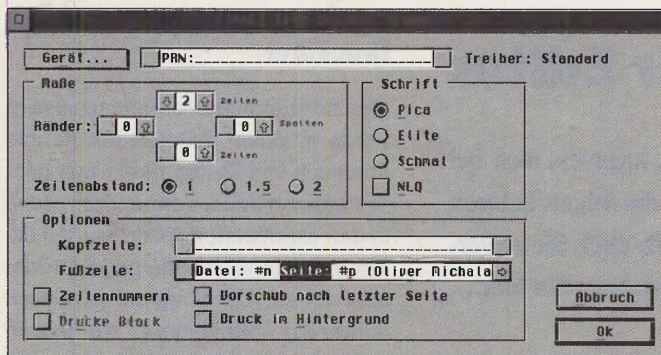 Gerät... PRN: Treiber: Standard
Maße
2 Zeilen
Ränder: 0 0 Spalten
0 Zeilen
Zeilenabstand: 1 1.5 2
Schrift
Pica
Elite
Schmal
NLQ
Optionen
Kopfzeile:
Fußzeile: Datei: #n Seite: #p (Oliver Michala
Zeilennummern Vorschub nach letzter Seite
Drucke Block Druck im Hintergrund
Abbruch
Ok